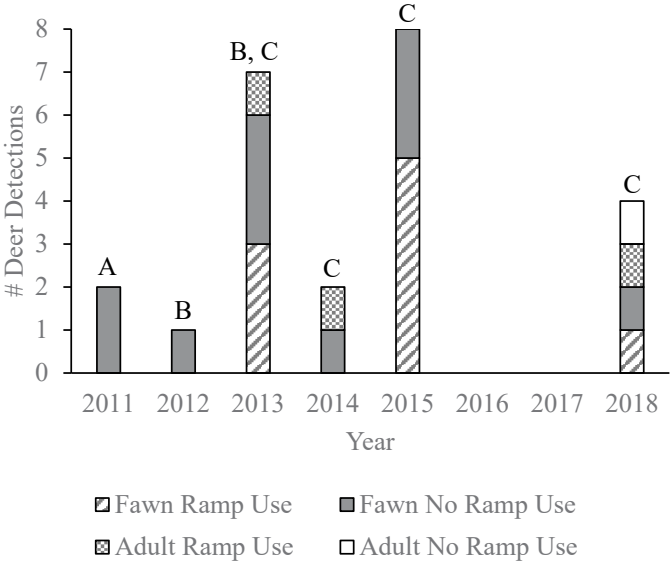 C
8
B, C
7
6
# Deer Detections
5
4
C
3
A
C
2
B
1
0
2011 2012 2013 2014 2015 2016 2017 2018
Year
Fawn Ramp Use
Fawn No Ramp Use
Adult Ramp Use
Adult No Ramp Use